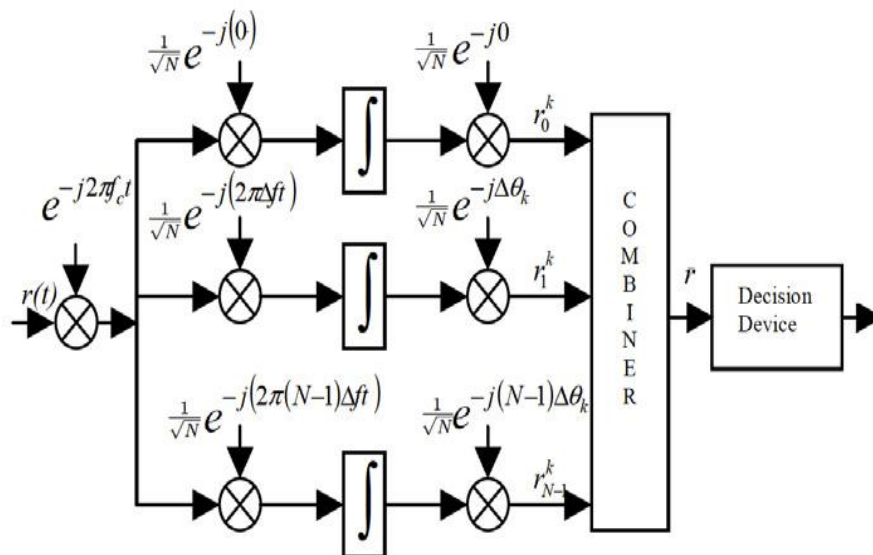 1/√N e^{-j(0)}
1/√N e^{-j0}
r_0^k
e^{-j2πf_c t}
1/√N e^{-j(2πΔft)}
1/√N e^{-jΔθ_k}
r(t)
∫
r_1^k
COMBINER
r
Decision
Device
1/√N e^{-j(2π(N-1)Δft)}
1/√N e^{-j(N-1)Δθ_k}
∫
r_{N-1}^k
∫